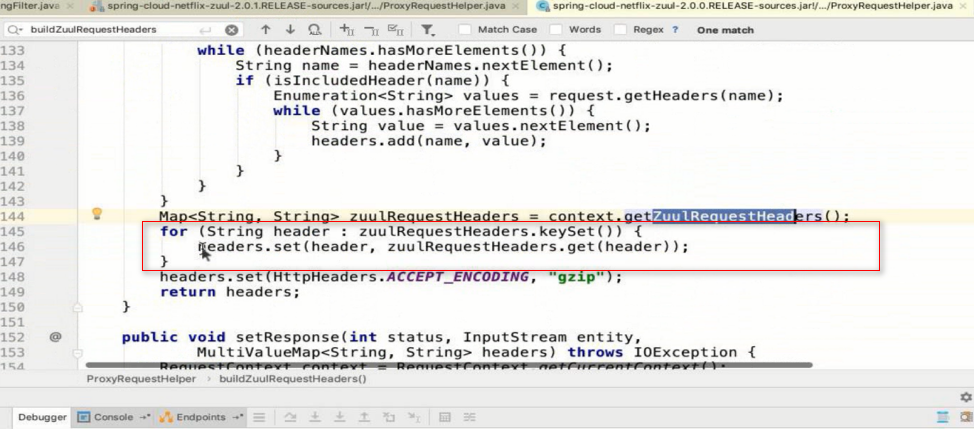 ngFilter.java × spring-cloud-netflix-zuul-2.0.1.RELEASE-sources.jar!/.../ProxyRequestHelper.java × spring-cloud-netflix-zuul-2.0.0.RELEASE-sources.jar!/.../ProxyRequestHelper.java ×
buildZuulRequestHeaders Match Case Words Regex ? One match
133 while (headerNames.hasMoreElements()) {
134 String name = headerNames.nextElement();
135 if (isIncludedHeader(name)) {
136 Enumeration<String> values = request.getHeaders(name);
137 while (values.hasMoreElements()) {
138 String value = values.nextElement();
139 headers.add(name, value);
140 }
141 }
142 }
143 }
144 Map<String, String> zuulRequestHeaders = context.getZuulRequestHeaders();
145 for (String header : zuulRequestHeaders.keySet()) {
146 headers.set(header, zuulRequestHeaders.get(header));
147 }
148 headers.set(HttpHeaders.ACCEPT_ENCODING, "gzip");
149 return headers;
150 }
151
152 @ public void setResponse(int status, InputStream entity,
153 MultiValueMap<String, String> headers) throws IOException {
154 RequestContext context = RequestContext.getCurrentContext();
ProxyRequestHelper › buildZuulRequestHeaders()
Debugger Console Endpoints